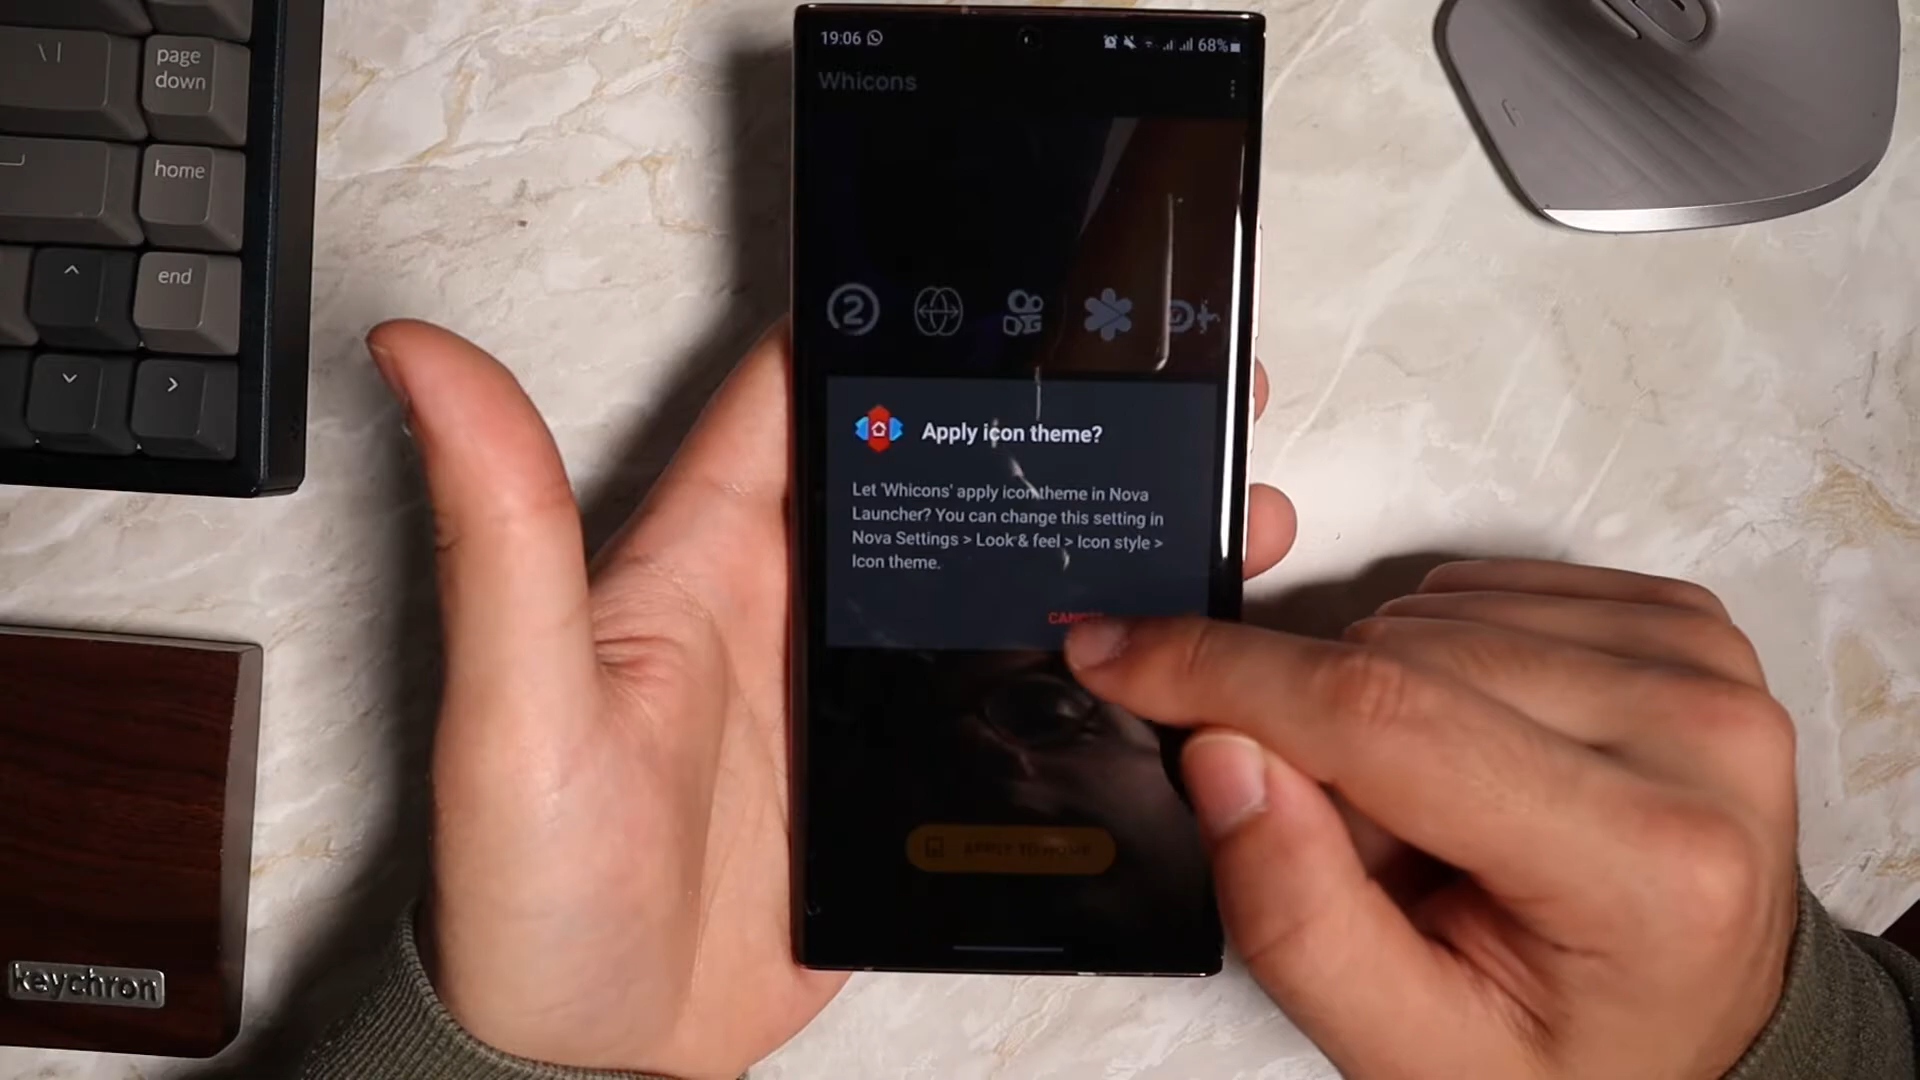 \ |
page
down
home
end
keychron
19:06
68%
Whicons
2
Apply icon theme?
Let 'Whicons' apply icon theme in Nova
Launcher? You can change this setting in
Nova Settings > Look & feel > Icon style >
Icon theme.